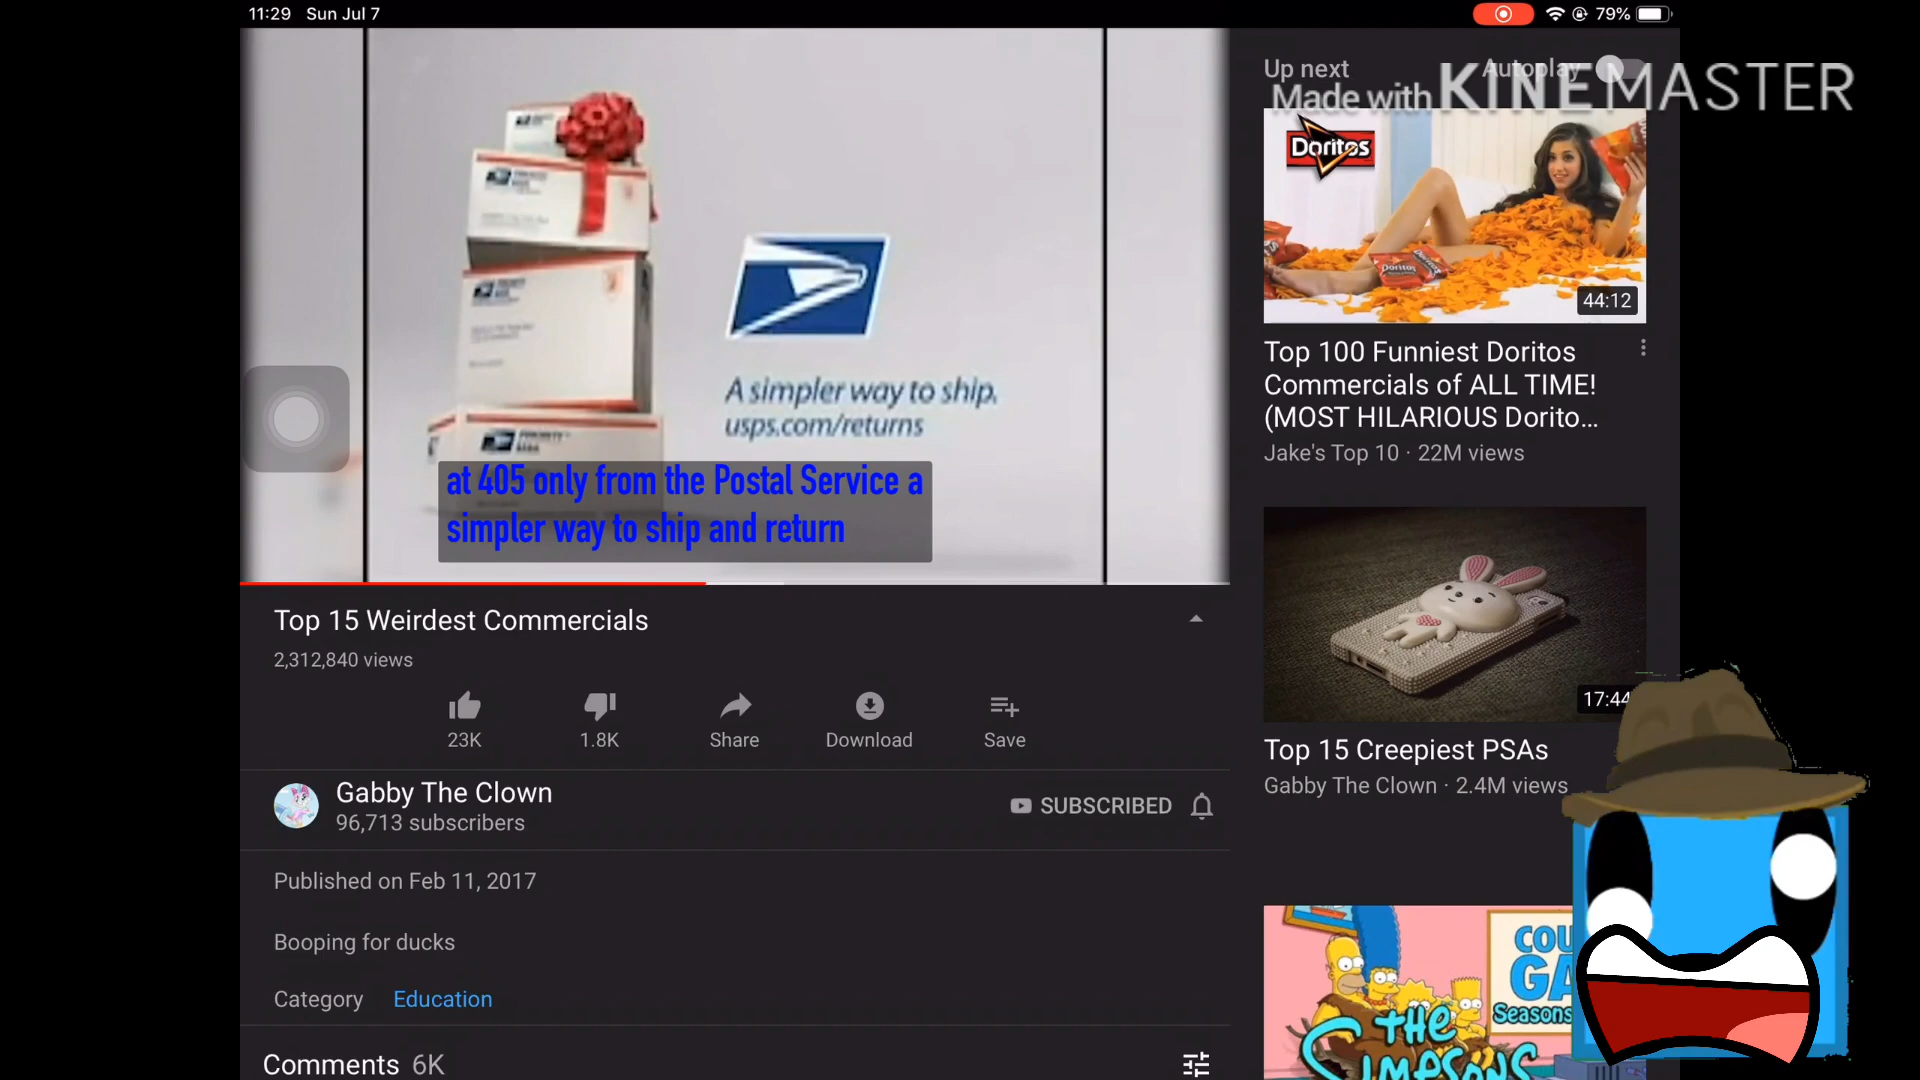 11:29 Sun Jul 7
79%
A simpler way to ship.
usps.com/returns
at 405 only from the Postal Service a
simpler way to ship and return
Top 15 Weirdest Commercials
2,312,840 views
23K
1.8K
Share
Download
Save
Gabby The Clown
96,713 subscribers
SUBSCRIBED
Published on Feb 11, 2017
Booping for ducks
Category Education
Comments 6K
Up next
Autoplay
Made with KINEMASTER
Doritos
Doritos
44:12
Top 100 Funniest Doritos
Commercials of ALL TIME!
(MOST HILARIOUS Dorito...
Jake's Top 10 · 22M views
17:44
Top 15 Creepiest PSAs
Gabby The Clown · 2.4M views
COU
GA
Seasons
THE
SIMPSONS